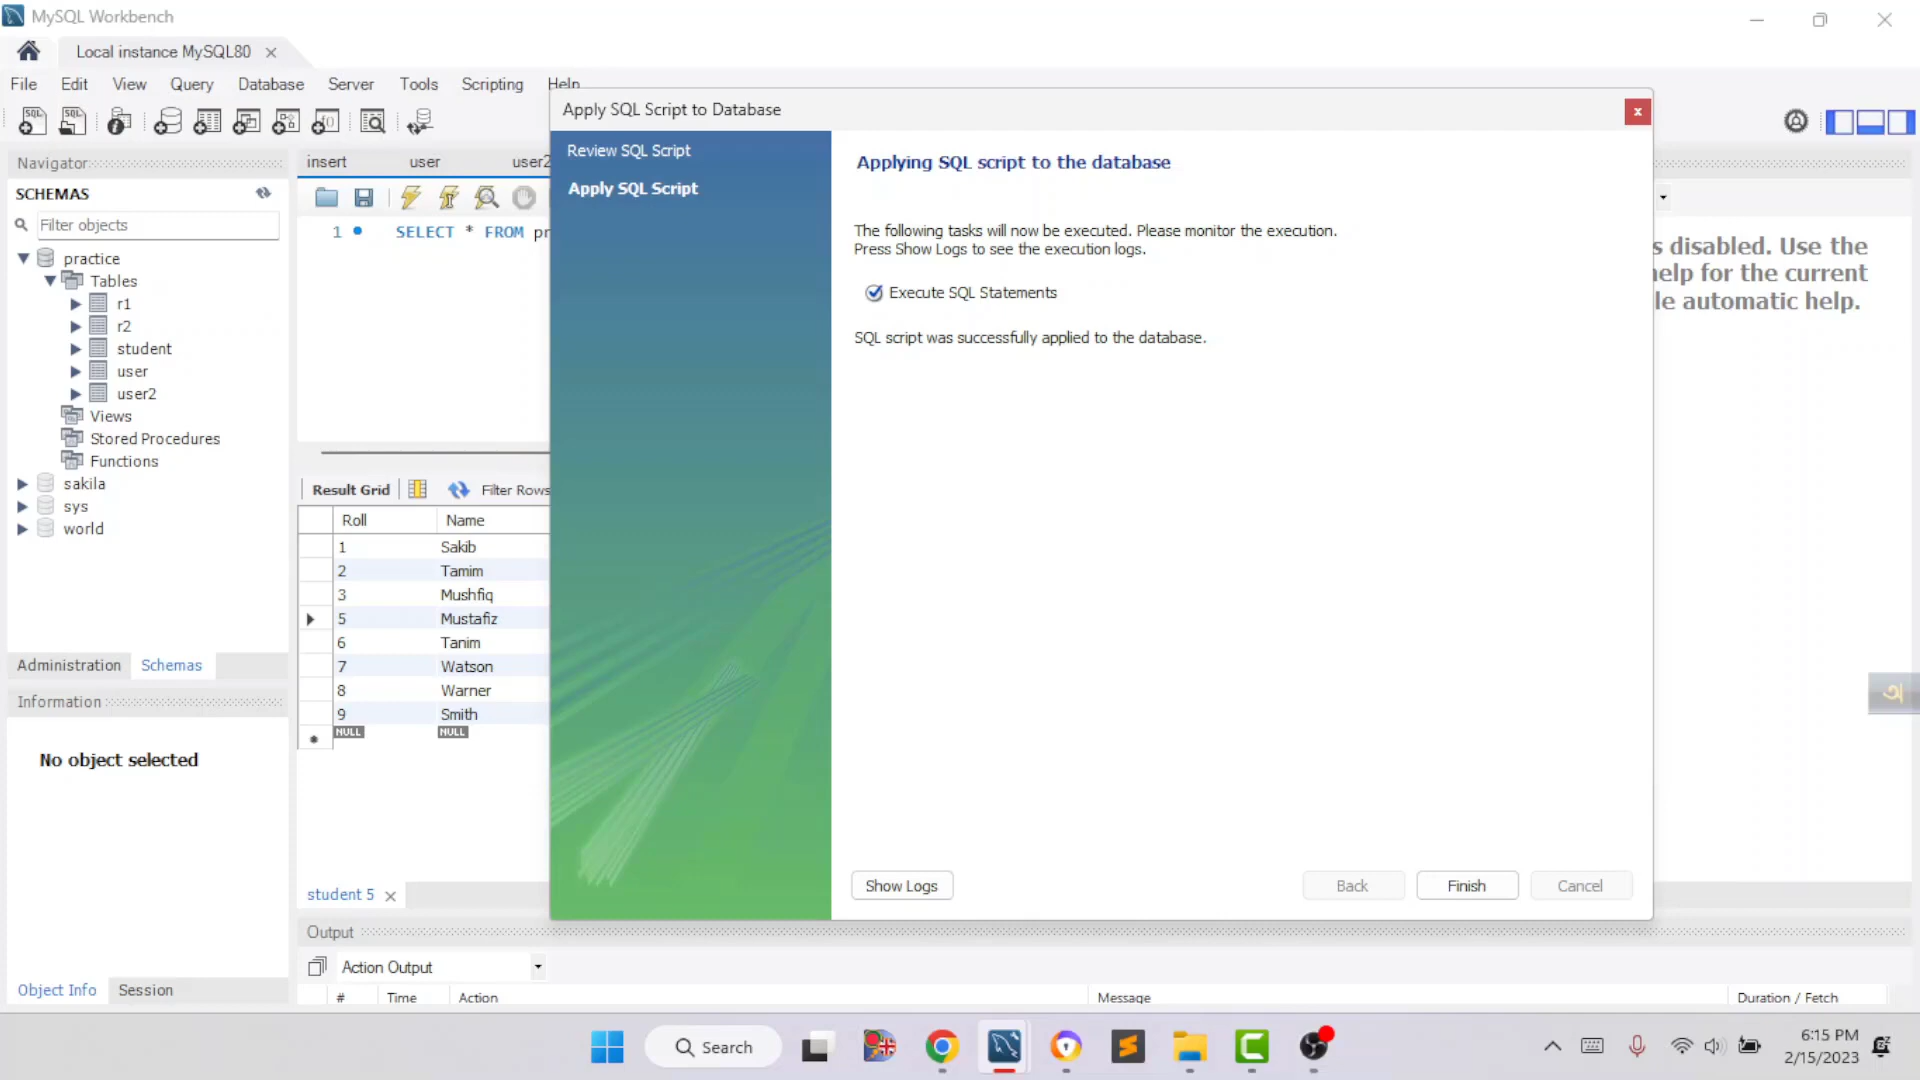 MySQL Workbench
Local instance MySQL80
File Edit View Query Database Server Tools Scripting Help
Apply SQL Script to Database
Navigator
SCHEMAS
Filter objects
practice
Tables
r1
r2
student
user
user2
Views
Stored Procedures
Functions
sakila
sys
world
Administration Schemas
Information
No object selected
Object Info Session
insert user user2
1 SELECT * FROM pr
Result Grid Filter Rows
Roll Name
1 Sakib
2 Tamim
3 Mushfiq
5 Mustafiz
6 Tanim
7 Watson
8 Warner
9 Smith
NULL NULL
student 5
Review SQL Script
Apply SQL Script
Applying SQL script to the database
The following tasks will now be executed. Please monitor the execution.
Press Show Logs to see the execution logs.
Execute SQL Statements
SQL script was successfully applied to the database.
Show Logs Back Finish Cancel
s disabled. Use the
help for the current
le automatic help.
অ
Output
Action Output
# Time Action Message Duration / Fetch
Search
6:15 PM
2/15/2023